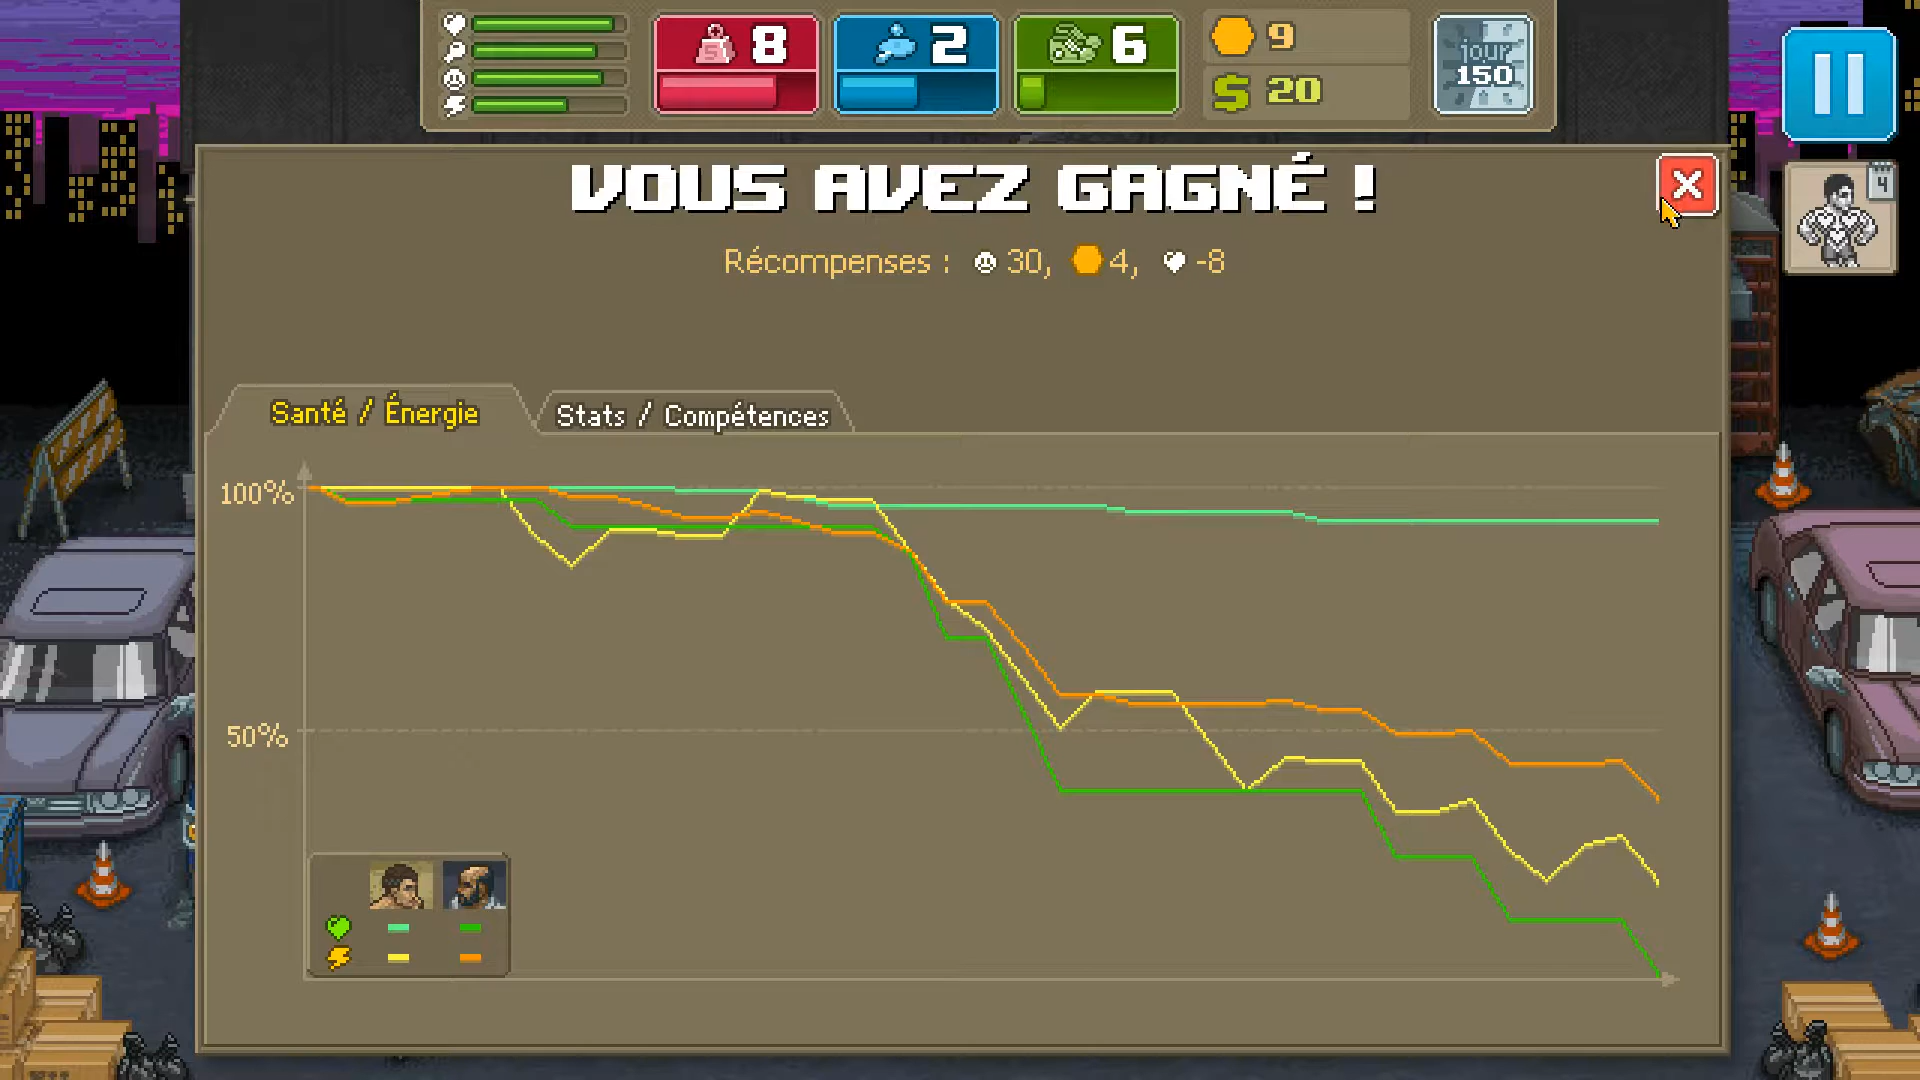 8
2
6
9
20
jour
150
4
VOUS AVEZ GAGNÉ !
Récompenses : 30, 4, -8
Santé / Énergie
Stats / Compétences
100%
50%